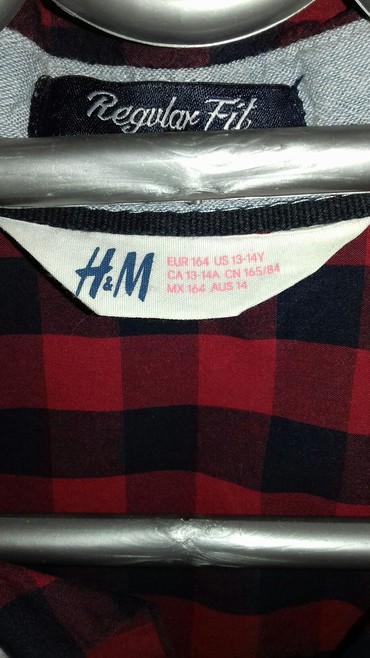 Regular Fit
H&M
EUR 164 US 13-14Y
CA 13-14A CN 165/84
MX 164 AUS 14